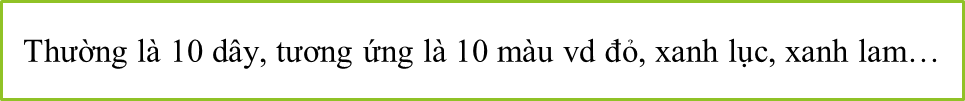 Thường là 10 dây, tương ứng là 10 màu vd đỏ, xanh lục, xanh lam…